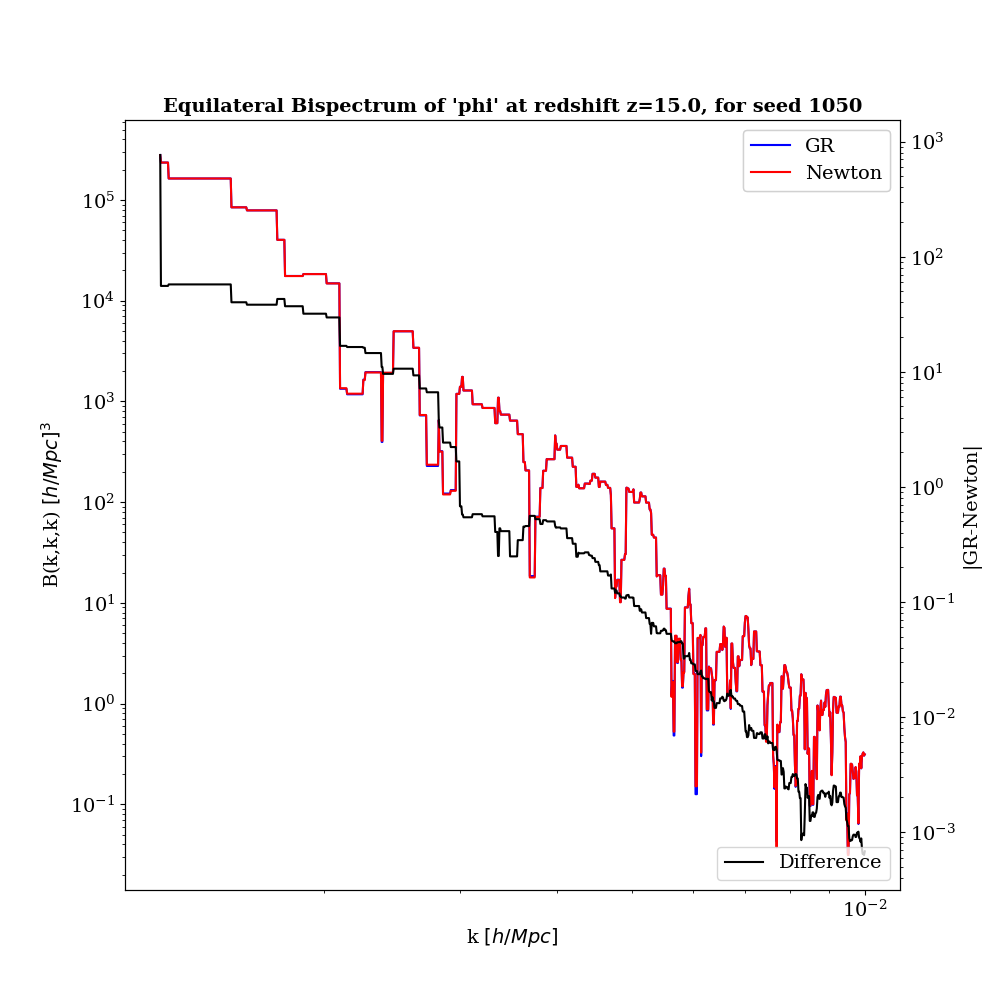 Equilateral Bispectrum of 'phi' at redshift z=15.0, for seed 1050
GR
Newton
10^5
10^4
10^3
10^2
10^1
10^0
10^−1
B(k,k,k) [h/Mpc]^3
10^3
10^2
10^1
10^0
10^−1
10^−2
10^−3
|GR-Newton|
Difference
10^−2
k [h/Mpc]